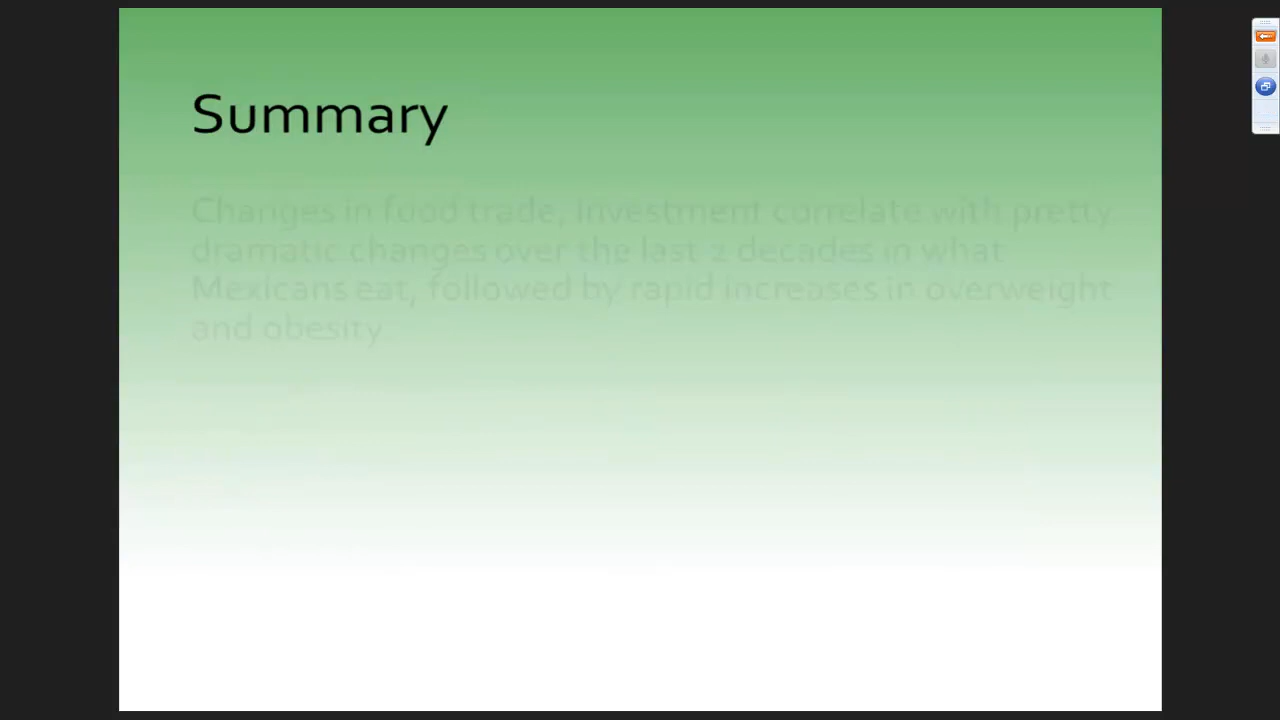 Summary
Changes in food trade, investment correlate with pretty
dramatic changes over the last 2 decades in what
Mexicans eat, followed by rapid increases in overweight
and obesity